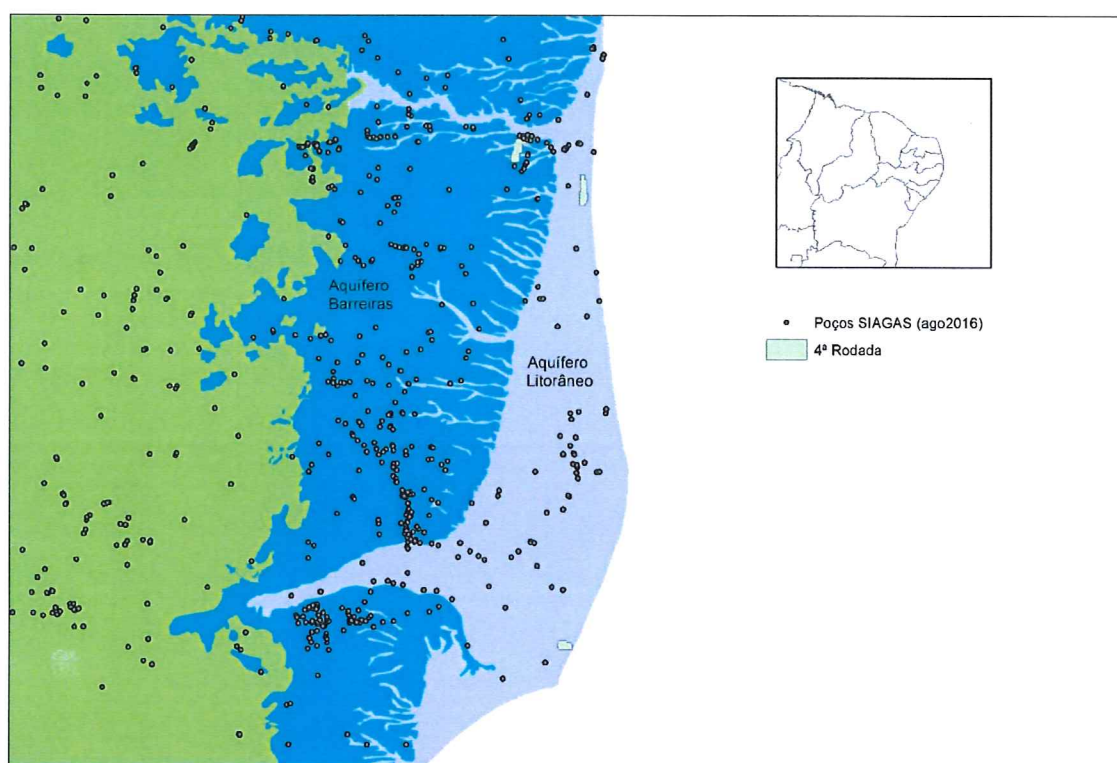 Aquífero
Barreiras
Aquífero
Litorâneo
Poços SIAGAS (ago2016)
4ª Rodada